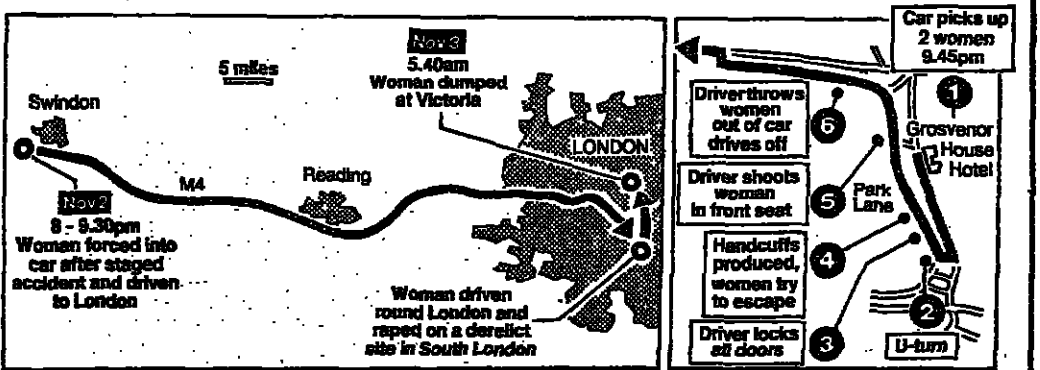 Nov 3
5.40am
Woman dumped
at Victoria
5 miles
Swindon
LONDON
Reading
M4
Nov 2
8 - 9.30pm
Woman forced into
car after staged
accident and driven
to London
Woman driven
round London and
raped on a derelict
site in South London
Car picks up
2 women
9.45pm
1
Grosvenor
House
Hotel
Driver throws
women
out of car
drives off
6
Driver shoots
woman
in front seat
5
Park
Lane
Handcuffs
produced,
women try
to escape
4
Driver locks
all doors
3
2
U-turn